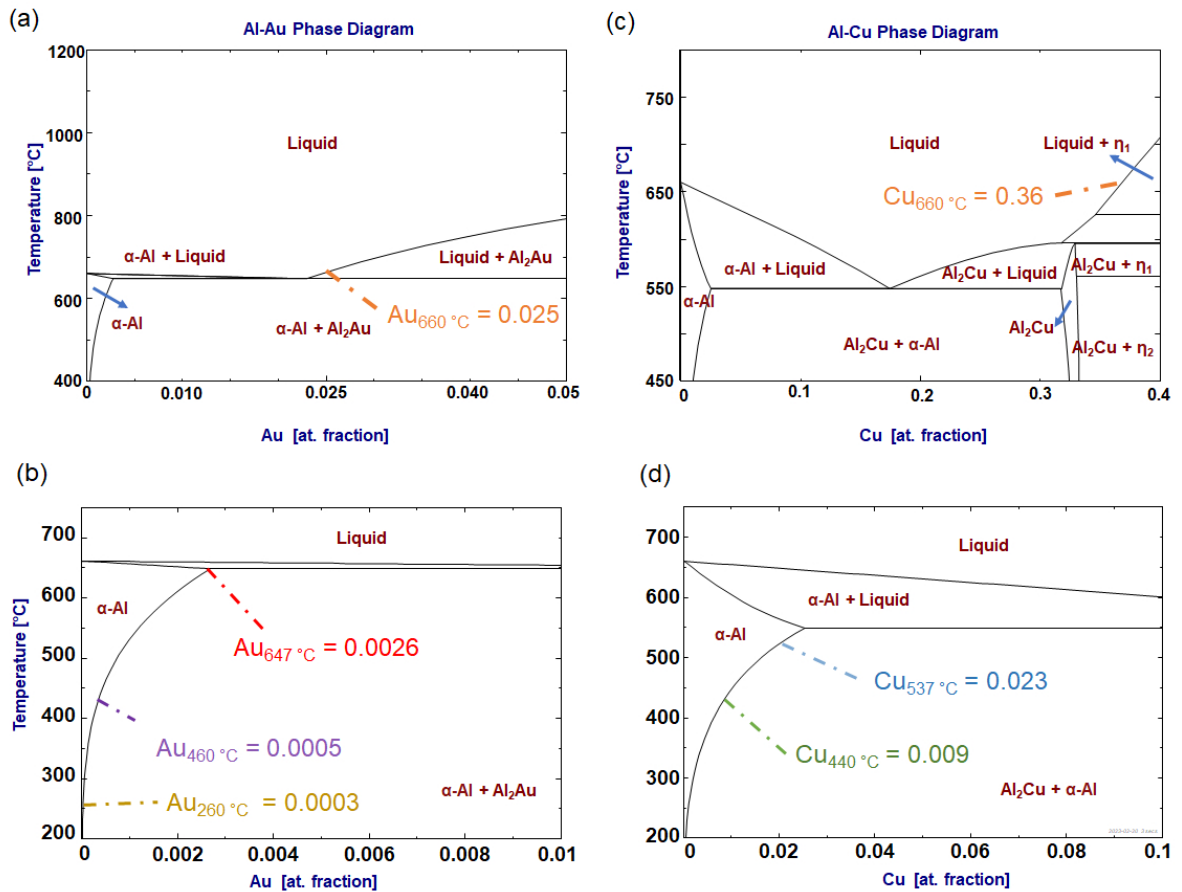 (a)
Al-Au Phase Diagram
1200
1000
800
600
400
Temperature [°C]
Liquid
α-Al + Liquid
Liquid + Al₂Au
α-Al
α-Al + Al₂Au
Au₆₆₀ °C = 0.025
0
0.010
0.025
0.05
Au [at. fraction]
(c)
Al-Cu Phase Diagram
750
650
550
450
Temperature [°C]
Liquid
Liquid + η₁
Cu₆₆₀ °C = 0.36
α-Al + Liquid
Al₂Cu + Liquid
Al₂Cu + η₁
α-Al
Al₂Cu
Al₂Cu + α-Al
Al₂Cu + η₂
0
0.1
0.2
0.3
0.4
Cu [at. fraction]
(b)
700
600
500
400
300
200
Temperature [°C]
Liquid
α-Al
Au₆₄₇ °C = 0.0026
Au₄₆₀ °C = 0.0005
Au₂₆₀ °C = 0.0003
α-Al + Al₂Au
0
0.002
0.004
0.006
0.008
0.01
Au [at. fraction]
(d)
700
600
500
400
300
200
Liquid
α-Al + Liquid
α-Al
Cu₅₃₇ °C = 0.023
Cu₄₄₀ °C = 0.009
Al₂Cu + α-Al
0
0.02
0.04
0.06
0.08
0.1
Cu [at. fraction]